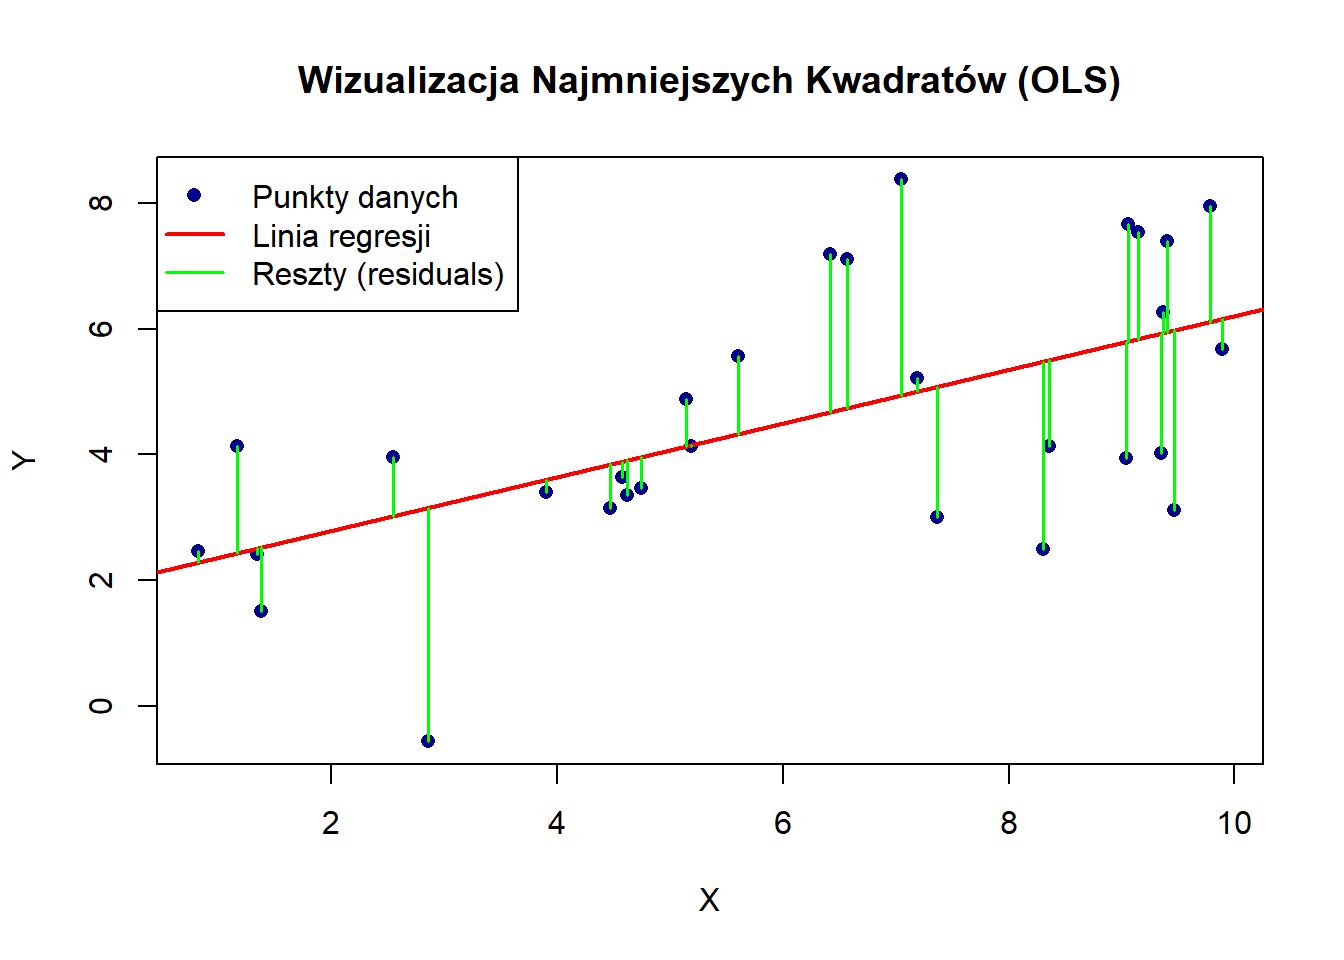 Wizualizacja Najmniejszych Kwadratów (OLS)
Punkty danych
Linia regresji
Reszty (residuals)
Y
8
6
4
2
0
2 4 6 8 10
X